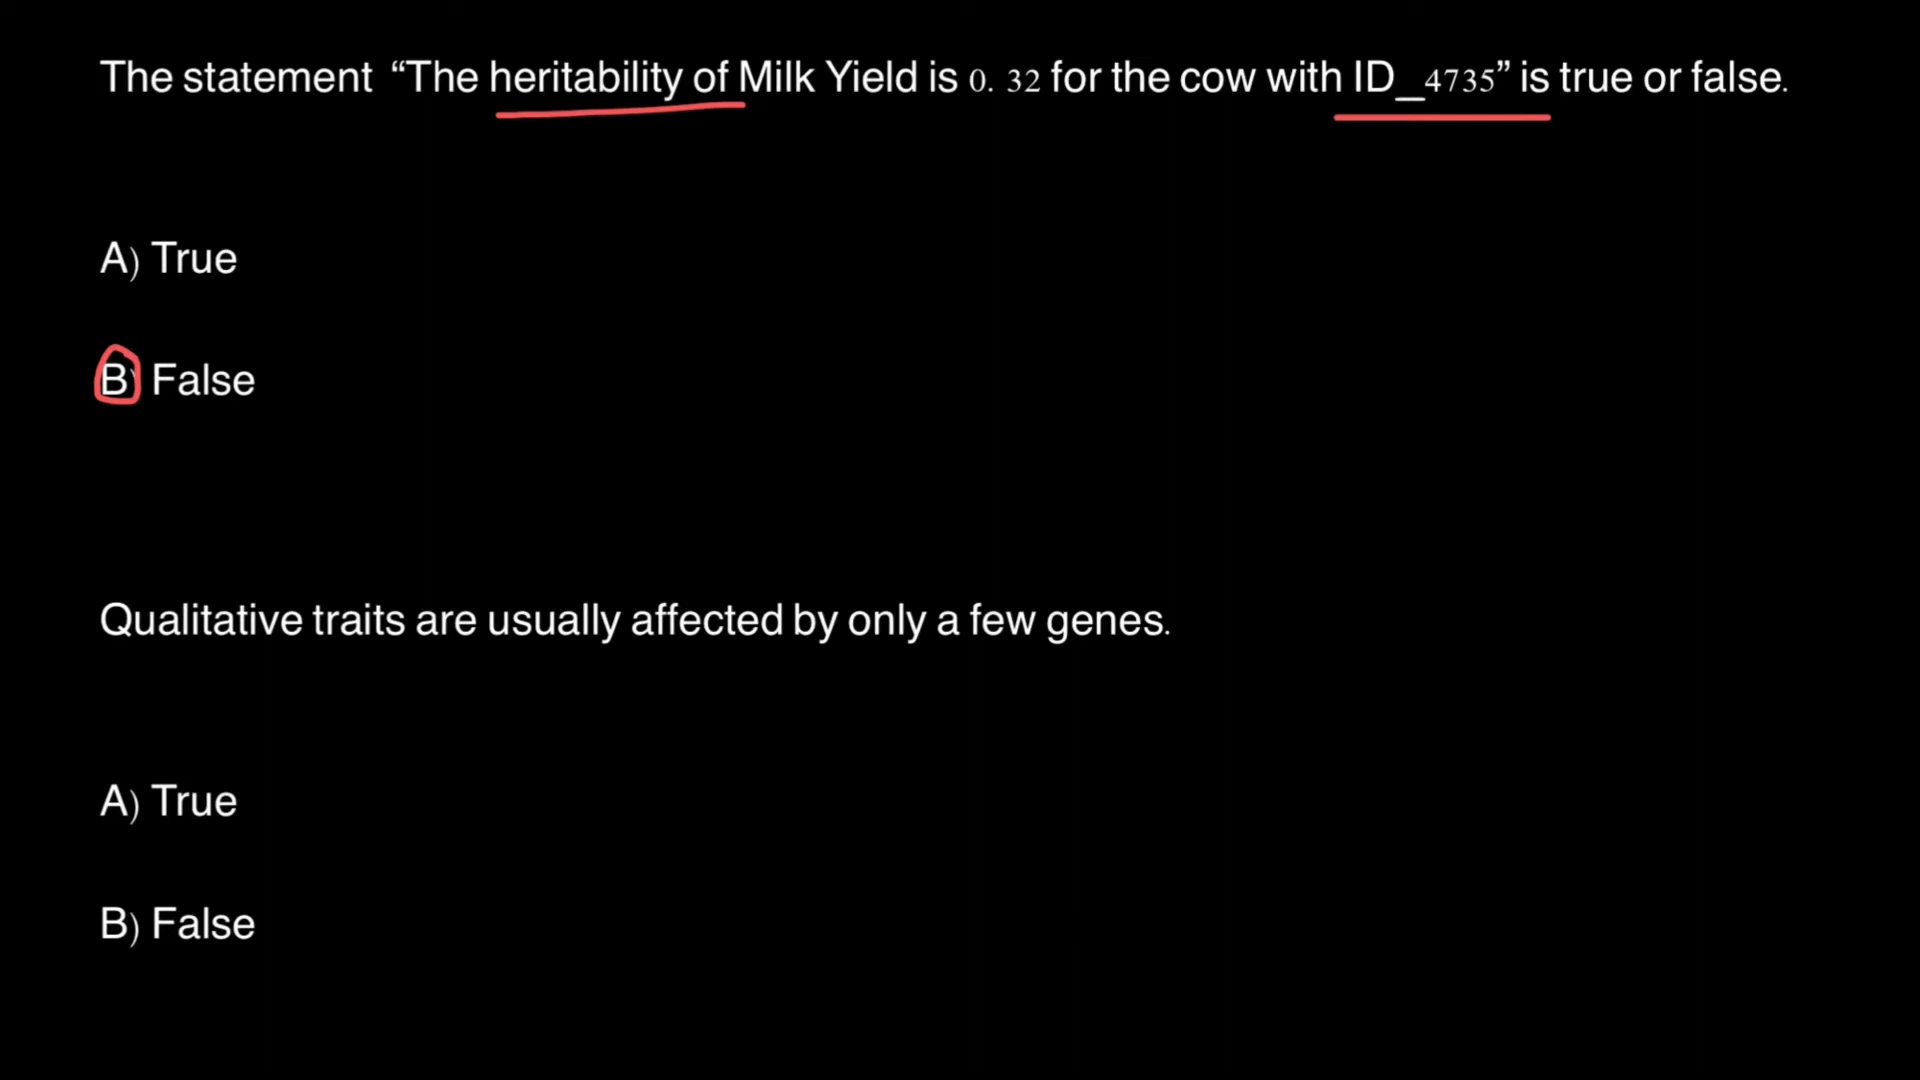 The statement “The heritability of Milk Yield is 0. 32 for the cow with ID_4735” is true or false.
A) True
B) False
Qualitative traits are usually affected by only a few genes.
A) True
B) False